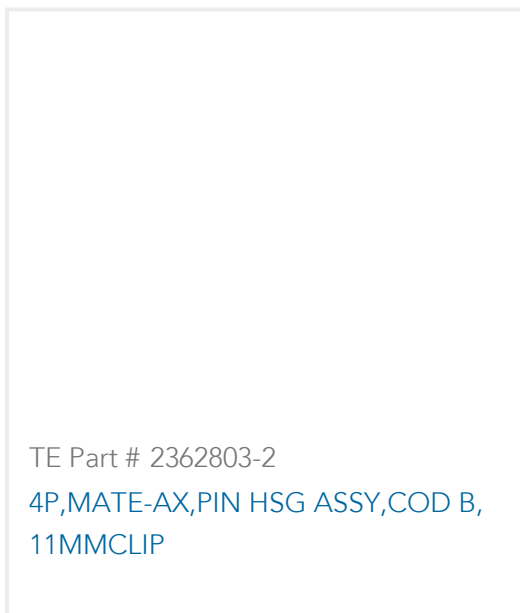 TE Part # 2362803-2
4P,MATE-AX,PIN HSG ASSY,COD B,
11MMCLIP